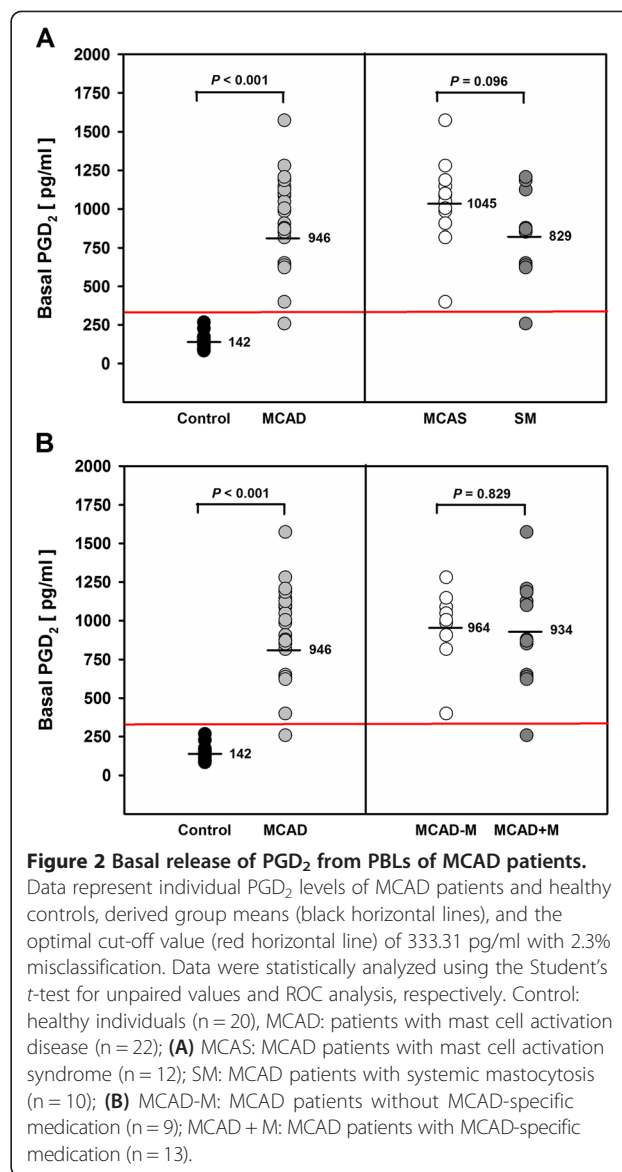 A
2000
1750
1500
1250
1000
750
500
250
0
Basal PGD₂ [ pg/ml ]
P < 0.001
946
142
Control MCAD
P = 0.096
1045
829
MCAS SM
B
2000
1750
1500
1250
1000
750
500
250
0
Basal PGD₂ [ pg/ml ]
P < 0.001
946
142
Control MCAD
P = 0.829
964
934
MCAD-M MCAD+M
Figure 2 Basal release of PGD₂ from PBLs of MCAD patients.
Data represent individual PGD₂ levels of MCAD patients and healthy
controls, derived group means (black horizontal lines), and the
optimal cut-off value (red horizontal line) of 333.31 pg/ml with 2.3%
misclassification. Data were statistically analyzed using the Student's
t-test for unpaired values and ROC analysis, respectively. Control:
healthy individuals (n = 20), MCAD: patients with mast cell activation
disease (n = 22); (A) MCAS: MCAD patients with mast cell activation
syndrome (n = 12); SM: MCAD patients with systemic mastocytosis
(n = 10); (B) MCAD-M: MCAD patients without MCAD-specific
medication (n = 9); MCAD + M: MCAD patients with MCAD-specific
medication (n = 13).